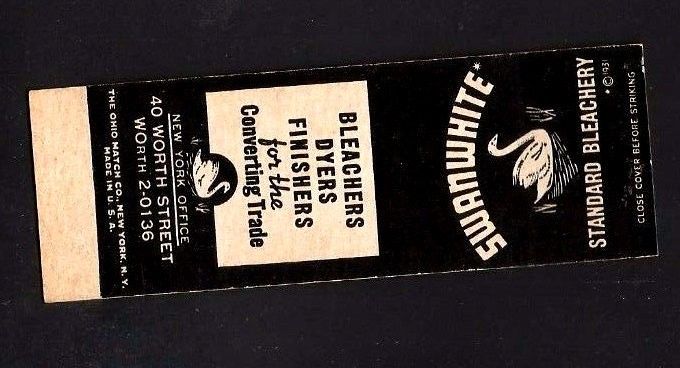 SWANWHITE*
STANDARD BLEACHERY
* © 1931
CLOSE COVER BEFORE STRIKING
BLEACHERS
DYERS
FINISHERS
for the
Converting Trade
NEW YORK OFFICE
40 WORTH STREET
WORTH 2-0136
THE OHIO MATCH CO., NEW YORK, N.Y.
MADE IN U.S.A.